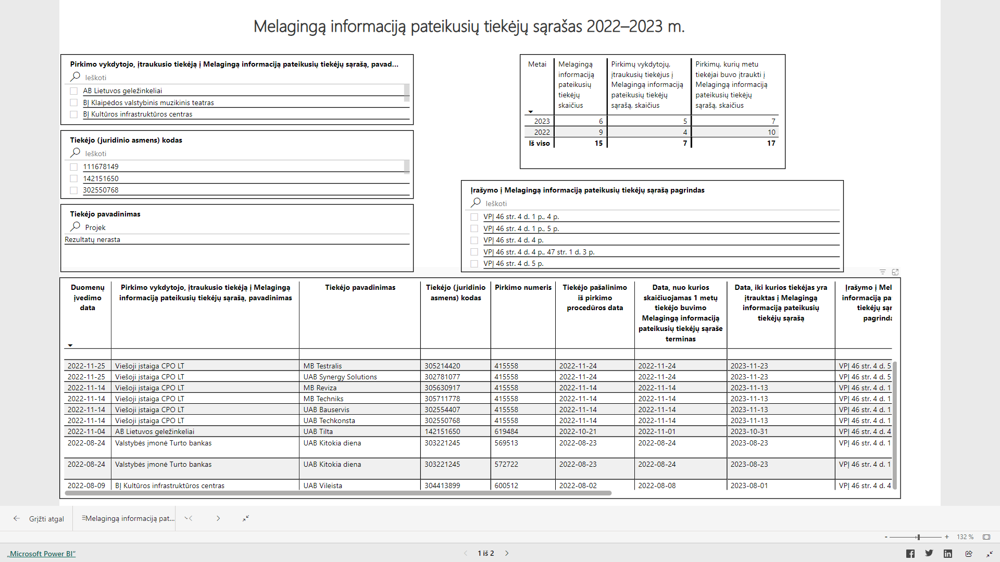 Melagingą informaciją pateikusių tiekėjų sąrašas 2022–2023 m.
Pirkimo vykdytojo, įtraukusio tiekėją į Melagingą informaciją pateikusių tiekėjų sąrašą, pavad...
Ieškoti
AB Lietuvos geležinkeliai
BĮ Klaipėdos valstybinis muzikinis teatras
BĮ Kultūros infrastruktūros centras
Tiekėjo (juridinio asmens) kodas
Ieškoti
111678149
142151650
302550768
Tiekėjo pavadinimas
Projek
Rezultatų nerasta
Metai
Melagingą
informaciją
pateikusių
tiekėjų
skaičius
Pirkimų vykdytojų,
įtraukusių tiekėjus į
Melagingą informaciją
pateikusių tiekėjų
sąrašą, skaičius
Pirkimų, kurių metu
tiekėjai buvo įtraukti į
Melagingą informaciją
pateikusių tiekėjų
sąrašą, skaičius
2023 6 5 7
2022 9 4 10
Iš viso 15 7 17
Įrašymo į Melagingą informaciją pateikusių tiekėjų sąrašą pagrindas
Ieškoti
VPĮ 46 str. 4 d. 1 p., 4 p.
VPĮ 46 str. 4 d. 1 p., 5 p.
VPĮ 46 str. 4 d. 4 p.
VPĮ 46 str. 4 d. 4 p., 47 str. 1 d. 3 p.
VPĮ 46 str. 4 d. 5 p.
Duomenų
įvedimo
data
Pirkimo vykdytojo, įtraukusio tiekėją į Melagingą
informaciją pateikusių tiekėjų sąrašą, pavadinimas
Tiekėjo pavadinimas
Tiekėjo (juridinio
asmens) kodas
Pirkimo numeris
Tiekėjo pašalinimo
iš pirkimo
procedūros data
Data, nuo kurios
skaičiuojamas 1 metų
tiekėjo buvimo
Melagingą informaciją
pateikusių tiekėjų sąraše
terminas
Data, iki kurios tiekėjas yra
įtrauktas į Melagingą
informaciją pateikusių
tiekėjų sąrašą
Įrašymo į Mel
informaciją pa
tiekėjų sąr
pagrinda
2022-11-25 Viešoji įstaiga CPO LT MB Testralis 305214420 415558 2022-11-24 2022-11-24 2023-11-23 VPĮ 46 str. 4 d. 5
2022-11-25 Viešoji įstaiga CPO LT UAB Synergy Solutions 302781077 415558 2022-11-24 2022-11-24 2023-11-23 VPĮ 46 str. 4 d. 5
2022-11-14 Viešoji įstaiga CPO LT MB Reviza 305630917 415558 2022-11-14 2022-11-14 2023-11-13 VPĮ 46 str. 4 d. 1
2022-11-14 Viešoji įstaiga CPO LT MB Techniks 305711778 415558 2022-11-14 2022-11-14 2023-11-13 VPĮ 46 str. 4 d. 1
2022-11-14 Viešoji įstaiga CPO LT UAB Bauservis 302554407 415558 2022-11-14 2022-11-14 2023-11-13 VPĮ 46 str. 4 d. 1
2022-11-14 Viešoji įstaiga CPO LT UAB Techkonsta 302550768 415558 2022-11-14 2022-11-14 2023-11-13 VPĮ 46 str. 4 d. 1
2022-11-04 AB Lietuvos geležinkeliai UAB Tilta 142151650 619484 2022-10-21 2022-11-01 2023-10-31 VPĮ 46 str. 4 d. 4
2022-08-24 Valstybės įmonė Turto bankas UAB Kitokia diena 303221245 569513 2022-08-23 2022-08-24 2023-08-23 VPĮ 46 str. 4 d. 1
2022-08-24 Valstybės įmonė Turto bankas UAB Kitokia diena 303221245 572722 2022-08-23 2022-08-24 2023-08-23 VPĮ 46 str. 4 d. 1
2022-08-09 BĮ Kultūros infrastruktūros centras UAB Vileista 304413899 600512 2022-08-02 2022-08-08 2023-08-01 VPĮ 46 str. 4 d. 4
Grįžti atgal
Melagingą informaciją pat...
- + 132 %
„Microsoft Power BI“
1 iš 2